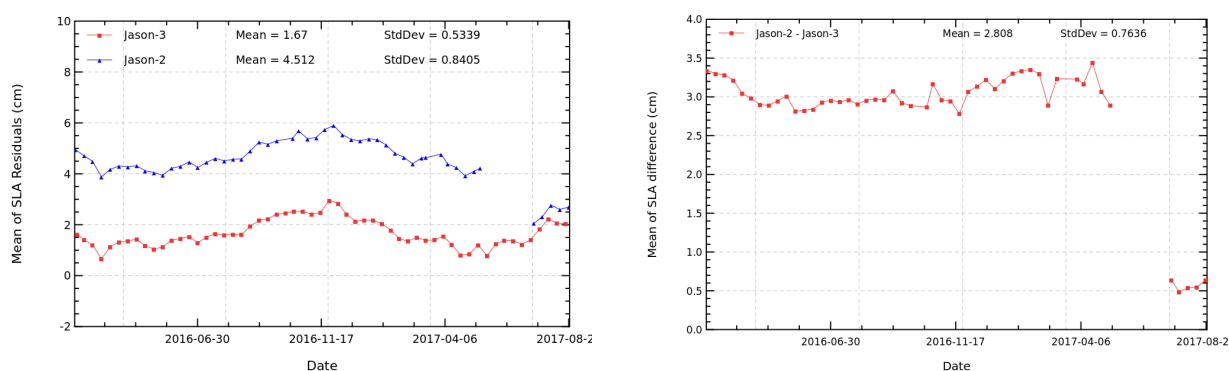 10
8
6
4
2
0
-2
Mean of SLA Residuals (cm)
Jason-3 Mean = 1.67 StdDev = 0.5339
Jason-2 Mean = 4.512 StdDev = 0.8405
2016-06-30 2016-11-17 2017-04-06 2017-08-2
Date
4.0
3.5
3.0
2.5
2.0
1.5
1.0
0.5
0.0
Mean of SLA difference (cm)
Jason-2 - Jason-3 Mean = 2.808 StdDev = 0.7636
2016-06-30 2016-11-17 2017-04-06 2017-08-2
Date